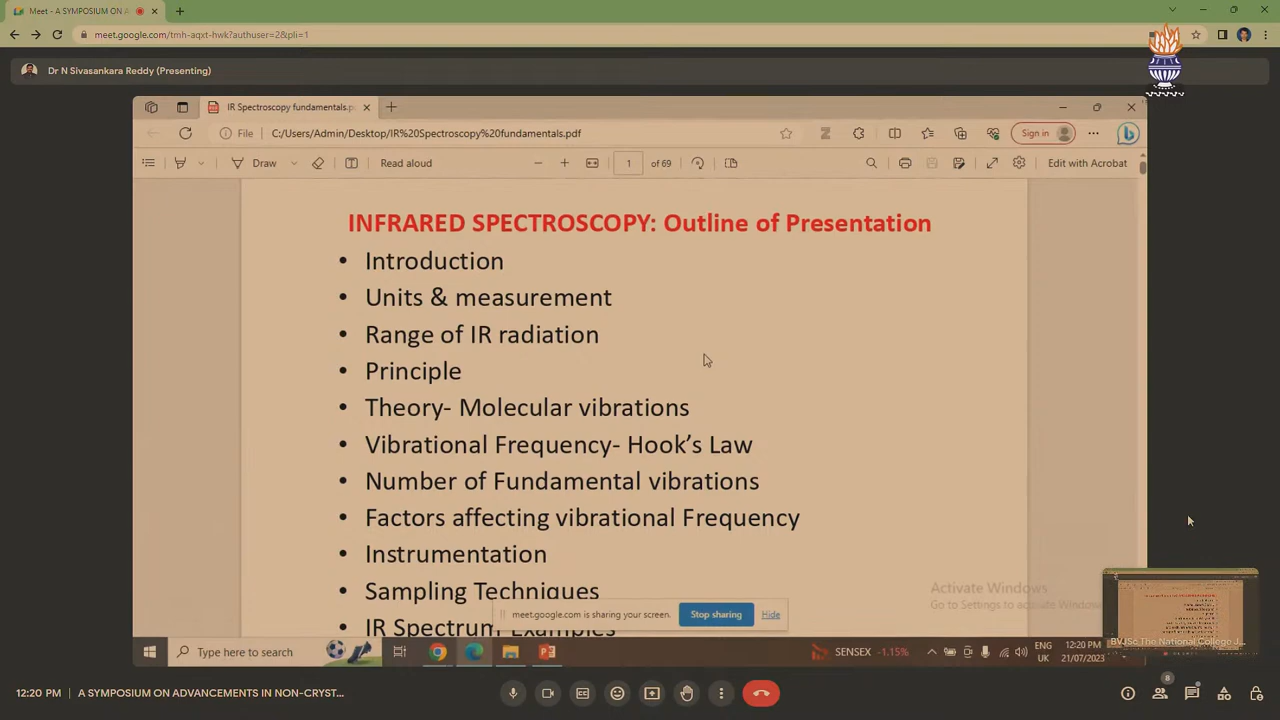 Meet - A SYMPOSIUM ON A
meet.google.com/tmh-aqxt-hwk?authuser=2&pli=1
Dr N Sivasankara Reddy (Presenting)
IR Spectroscopy fundamentals.p
File C:/Users/Admin/Desktop/IR%20Spectroscopy%20fundamentals.pdf
Sign in
Draw
Read aloud
1 of 69
Edit with Acrobat
INFRARED SPECTROSCOPY: Outline of Presentation
• Introduction
• Units & measurement
• Range of IR radiation
• Principle
• Theory- Molecular vibrations
• Vibrational Frequency- Hook's Law
• Number of Fundamental vibrations
• Factors affecting vibrational Frequency
• Instrumentation
• Sampling Techniques
• IR Spectrum Examples
Activate Windows
Go to Settings to activate Windows
meet.google.com is sharing your screen. Stop sharing Hide
BVJSc The National College J...
Type here to search
SENSEX -1.15%
ENG
UK
12:20 PM
21/07/2023
12:20 PM | A SYMPOSIUM ON ADVANCEMENTS IN NON-CRYST...
8